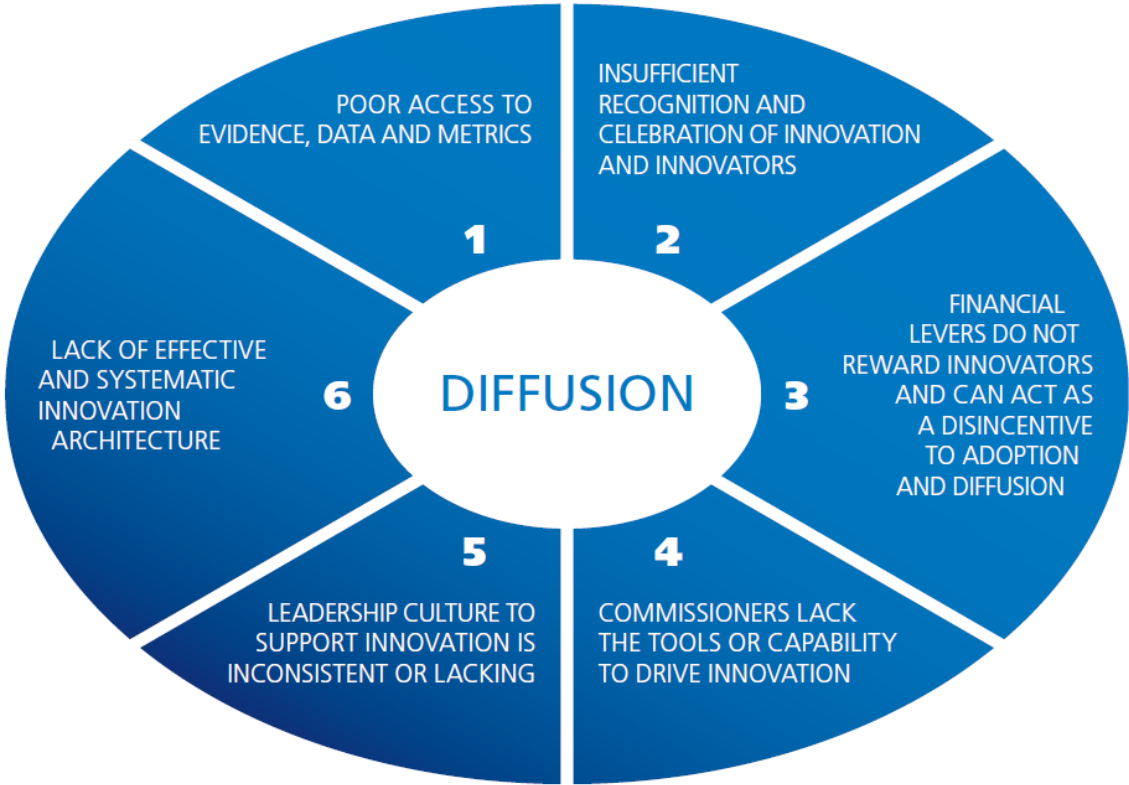 POOR ACCESS TO
EVIDENCE, DATA AND METRICS
1
INSUFFICIENT
RECOGNITION AND
CELEBRATION OF INNOVATION
AND INNOVATORS
2
FINANCIAL
LEVERS DO NOT
REWARD INNOVATORS
AND CAN ACT AS
A DISINCENTIVE
TO ADOPTION
AND DIFFUSION
3
COMMISSIONERS LACK
THE TOOLS OR CAPABILITY
TO DRIVE INNOVATION
4
LEADERSHIP CULTURE TO
SUPPORT INNOVATION IS
INCONSISTENT OR LACKING
5
LACK OF EFFECTIVE
AND SYSTEMATIC
INNOVATION
ARCHITECTURE
6
DIFFUSION